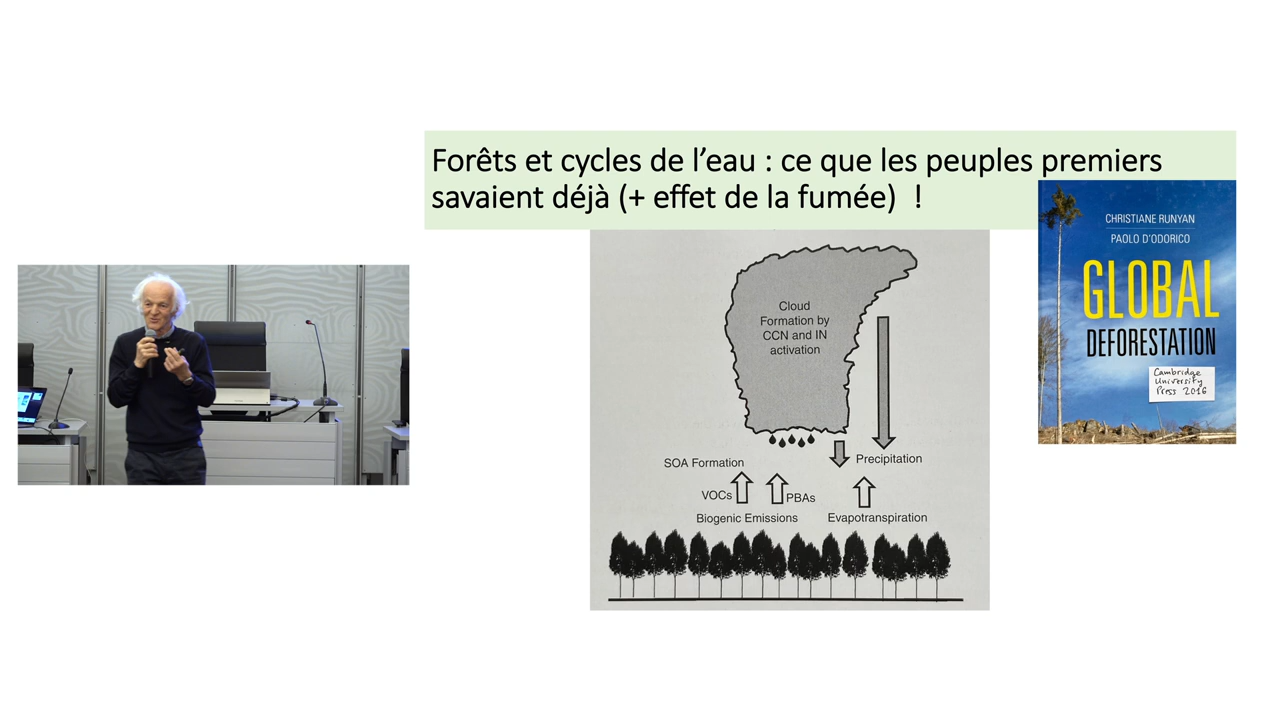 Forêts et cycles de l’eau : ce que les peuples premiers
savaient déjà (+ effet de la fumée)  !
CHRISTIANE RUNYAN
PAOLO D'ODORICO
GLOBAL
DEFORESTATION
Cambridge
University
Press 2016
Cloud
Formation by
CCN and IN
activation
SOA Formation
Precipitation
VOCs
PBAs
Biogenic Emissions
Evapotranspiration